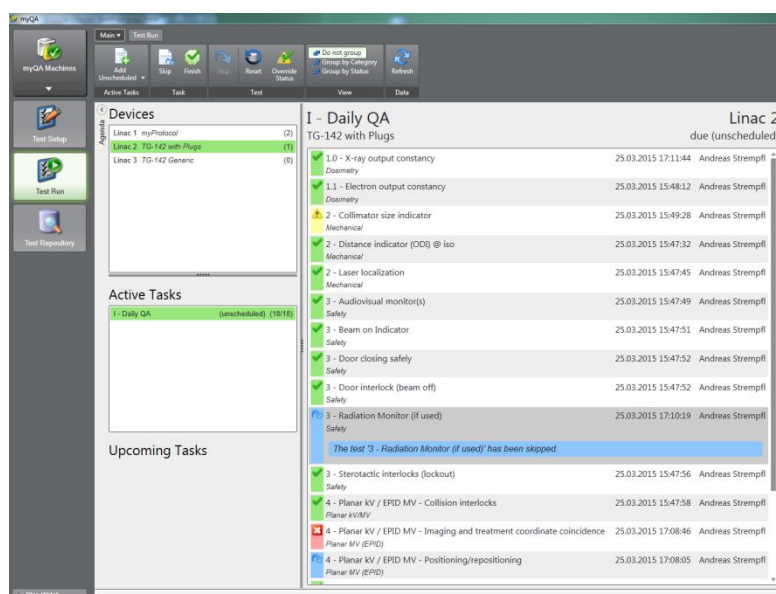 myQA
Main Test Run
myQA Machines
Add Unscheduled
Skip
Finish
Skip
Reset
Override Status
Do not group
Group by Category
Group by Status
Refresh
Active Tasks
Task
Test
View
Data
Test Setup
Test Run
Test Repository
Agenda
Devices
Linac 1 myProtocol (2)
Linac 2 TG-142 with Plugs (1)
Linac 3 TG-142 Generic (0)
Active Tasks
I - Daily QA (unscheduled) (18/18)
Upcoming Tasks
I - Daily QA Linac 2
TG-142 with Plugs due (unscheduled
1.0 - X-ray output constancy 25.03.2015 17:11:44 Andreas Strempfl
Dosimetry
1.1 - Electron output constancy 25.03.2015 15:48:12 Andreas Strempfl
Dosimetry
2 - Collimator size indicator 25.03.2015 15:49:28 Andreas Strempfl
Mechanical
2 - Distance indicator (ODI) @ iso 25.03.2015 15:47:32 Andreas Strempfl
Mechanical
2 - Laser localization 25.03.2015 15:47:45 Andreas Strempfl
Mechanical
3 - Audiovisual monitor(s) 25.03.2015 15:47:49 Andreas Strempfl
Safety
3 - Beam on Indicator 25.03.2015 15:47:51 Andreas Strempfl
Safety
3 - Door closing safely 25.03.2015 15:47:52 Andreas Strempfl
Safety
3 - Door interlock (beam off) 25.03.2015 15:47:52 Andreas Strempfl
Safety
3 - Radiation Monitor (if used) 25.03.2015 17:10:19 Andreas Strempfl
Safety
The test '3 - Radiation Monitor (if used)' has been skipped.
3 - Sterotactic interlocks (lockout) 25.03.2015 15:47:56 Andreas Strempfl
Safety
4 - Planar kV / EPID MV - Collision interlocks 25.03.2015 15:47:58 Andreas Strempfl
Planar kV/MV
4 - Planar kV / EPID MV - Imaging and treatment coordinate coincidence 25.03.2015 17:08:46 Andreas Strempfl
Planar MV (EPID)
4 - Planar kV / EPID MV - Positioning/repositioning 25.03.2015 17:08:05 Andreas Strempfl
Planar MV (EPID)